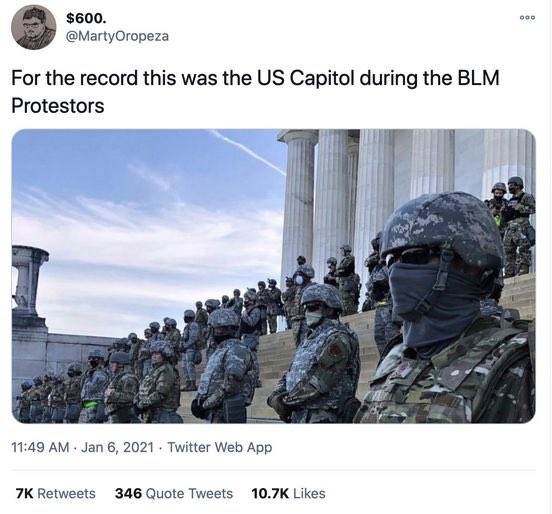 $600.
@MartyOropeza
For the record this was the US Capitol during the BLM
Protestors
11:49 AM · Jan 6, 2021 · Twitter Web App
7K Retweets 346 Quote Tweets 10.7K Likes